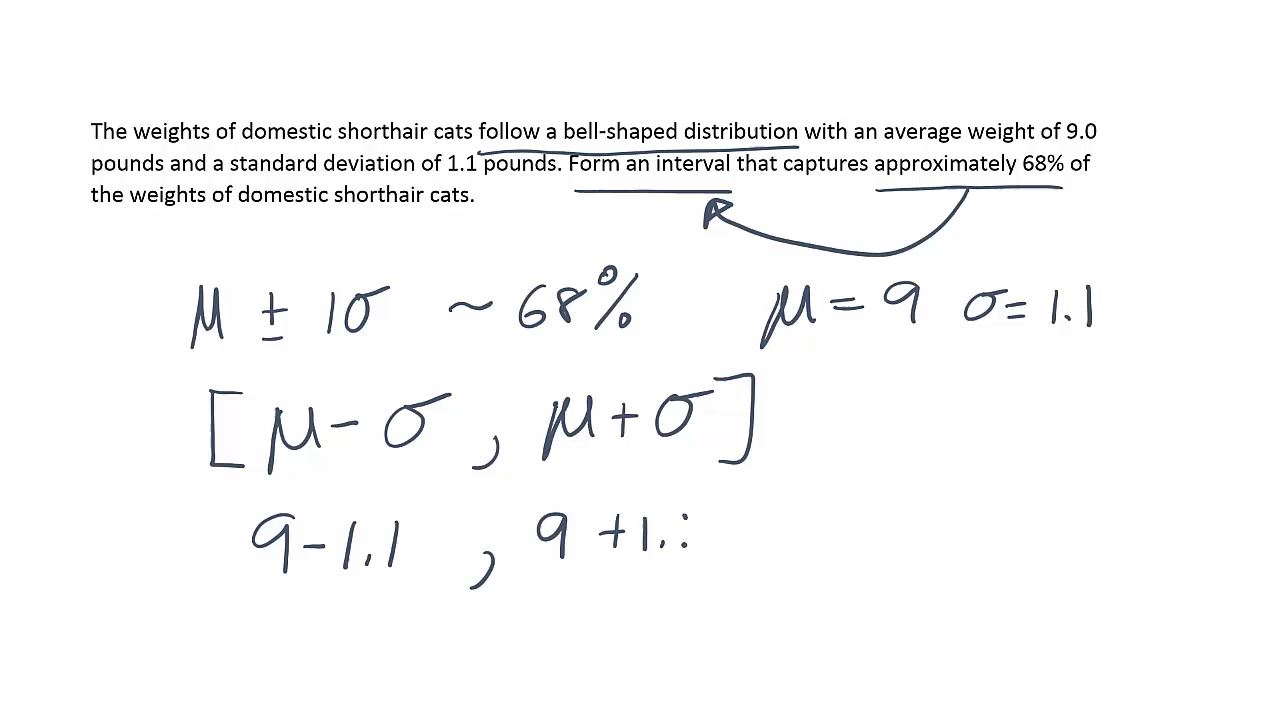 The weights of domestic shorthair cats follow a bell-shaped distribution with an average weight of 9.0
pounds and a standard deviation of 1.1 pounds. Form an interval that captures approximately 68% of
the weights of domestic shorthair cats.
μ ± 1σ ~ 68% μ = 9 σ = 1.1
[μ - σ , μ + σ]
9 - 1.1 , 9 + 1.